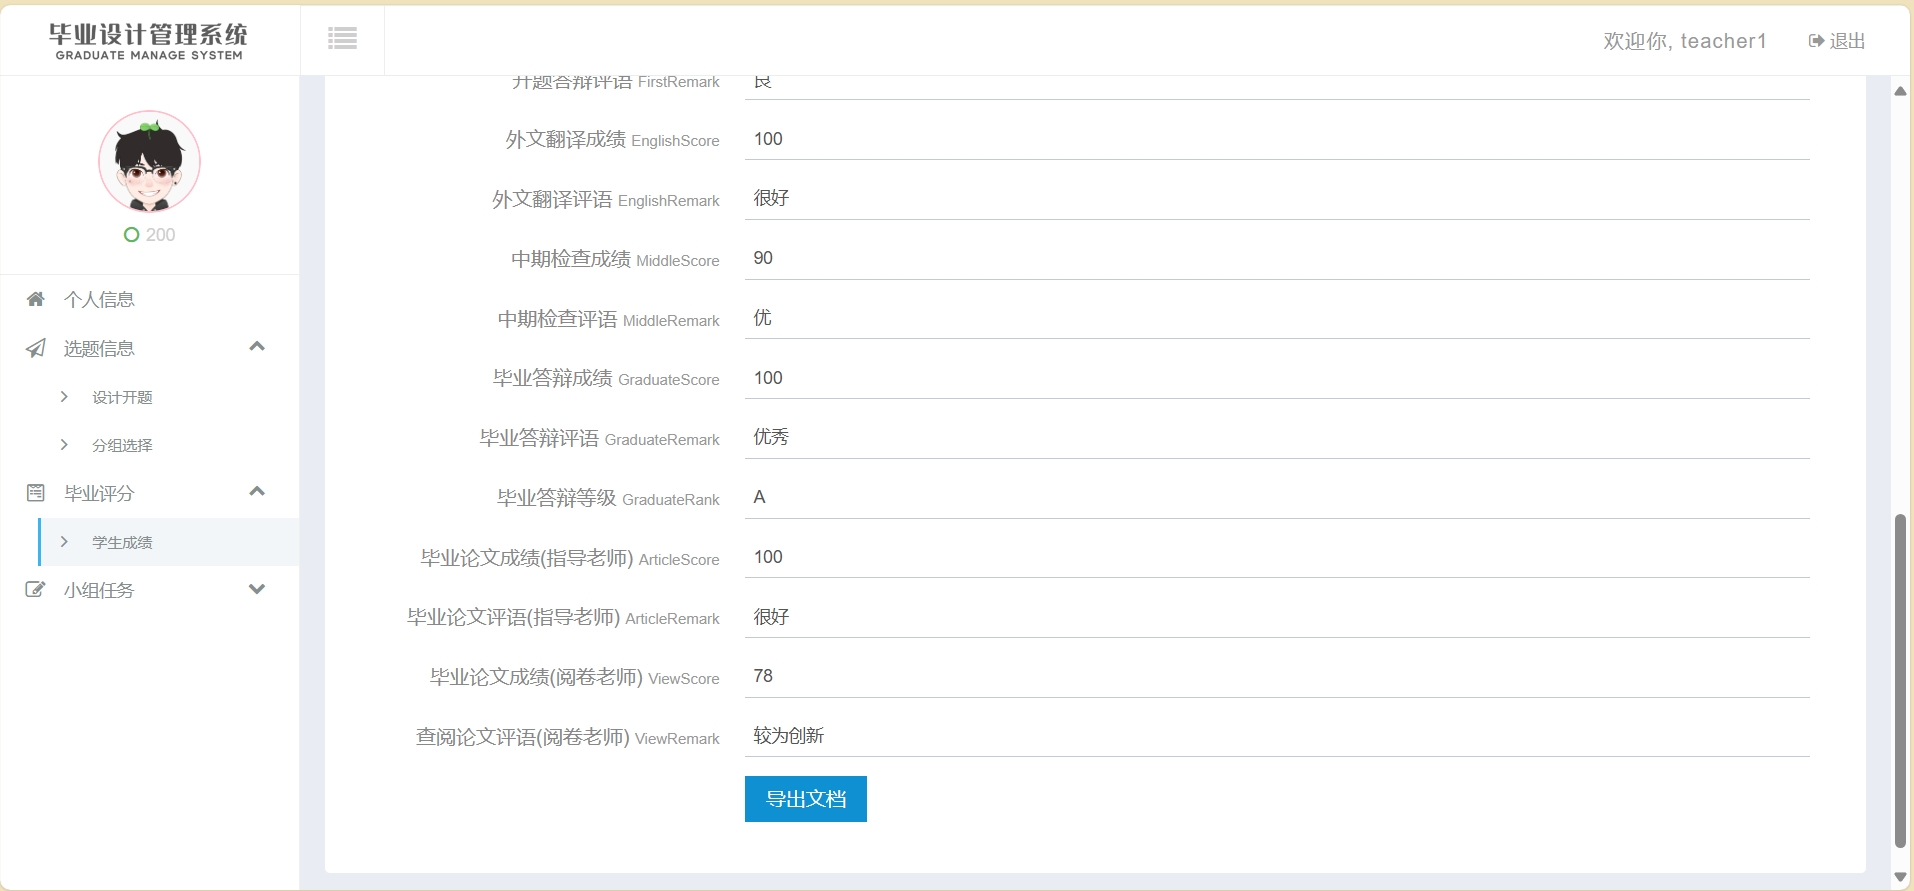 毕业设计管理系统
GRADUATE MANAGE SYSTEM
欢迎你, teacher1
退出
200
个人信息
选题信息
设计开题
分组选择
毕业评分
学生成绩
小组任务
开题答辩评语 FirstRemark 良
外文翻译成绩 EnglishScore 100
外文翻译评语 EnglishRemark 很好
中期检查成绩 MiddleScore 90
中期检查评语 MiddleRemark 优
毕业答辩成绩 GraduateScore 100
毕业答辩评语 GraduateRemark 优秀
毕业答辩等级 GraduateRank A
毕业论文成绩(指导老师) ArticleScore 100
毕业论文评语(指导老师) ArticleRemark 很好
毕业论文成绩(阅卷老师) ViewScore 78
查阅论文评语(阅卷老师) ViewRemark 较为创新
导出文档